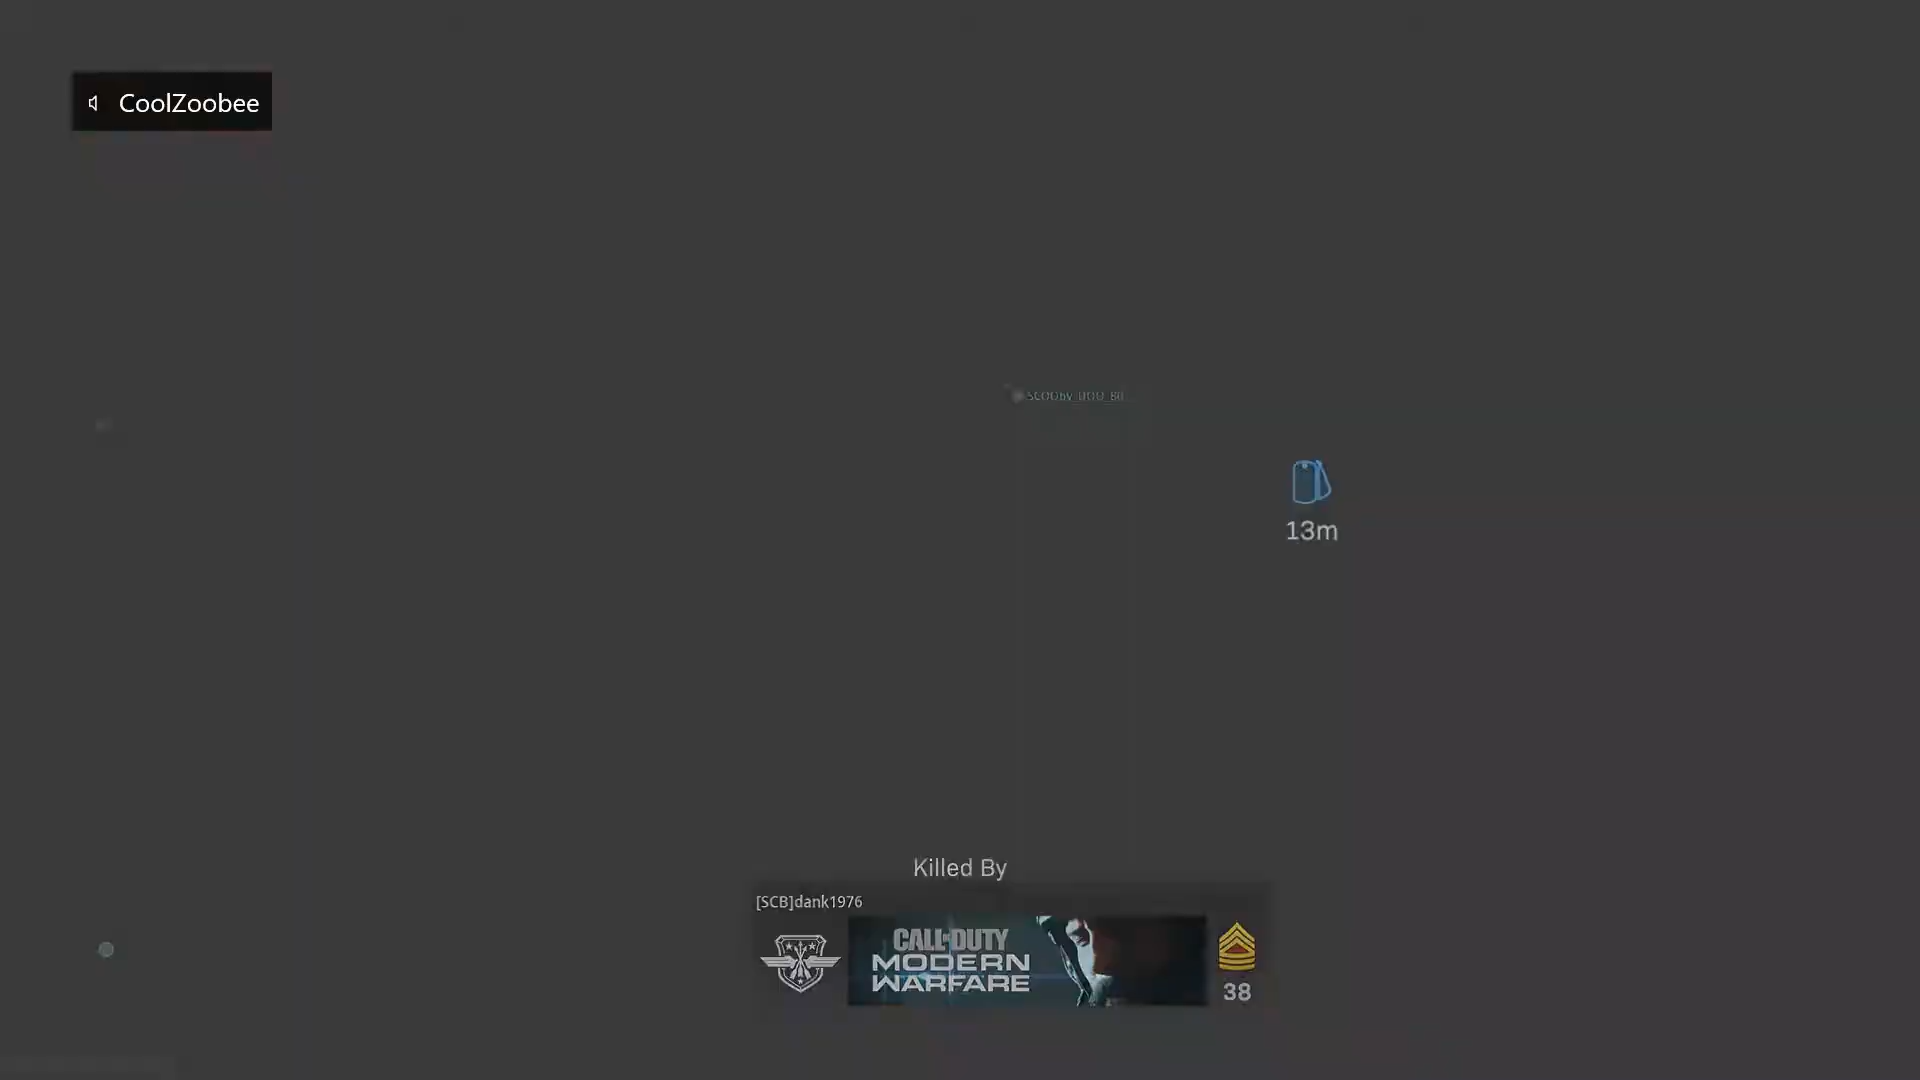 CoolZoobee
13m
Killed By
[SCB]dank1976
CALL OF DUTY
MODERN
WARFARE
38